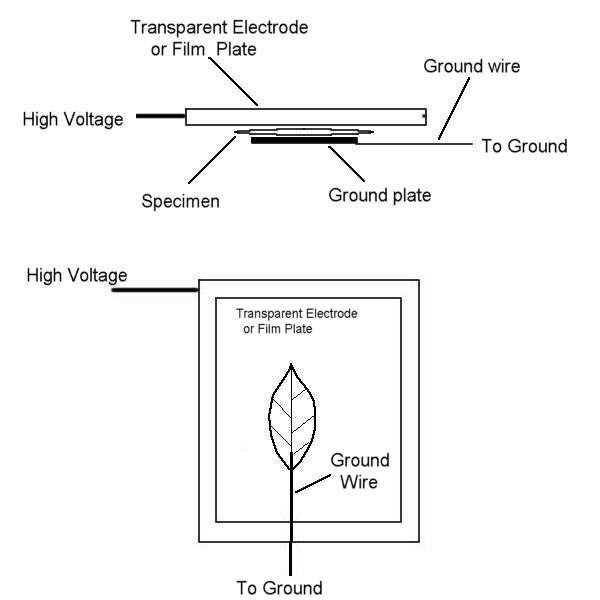 Transparent Electrode
or Film Plate
Ground wire
High Voltage
To Ground
Specimen
Ground plate
High Voltage
Transparent Electrode
or Film Plate
Ground
Wire
To Ground